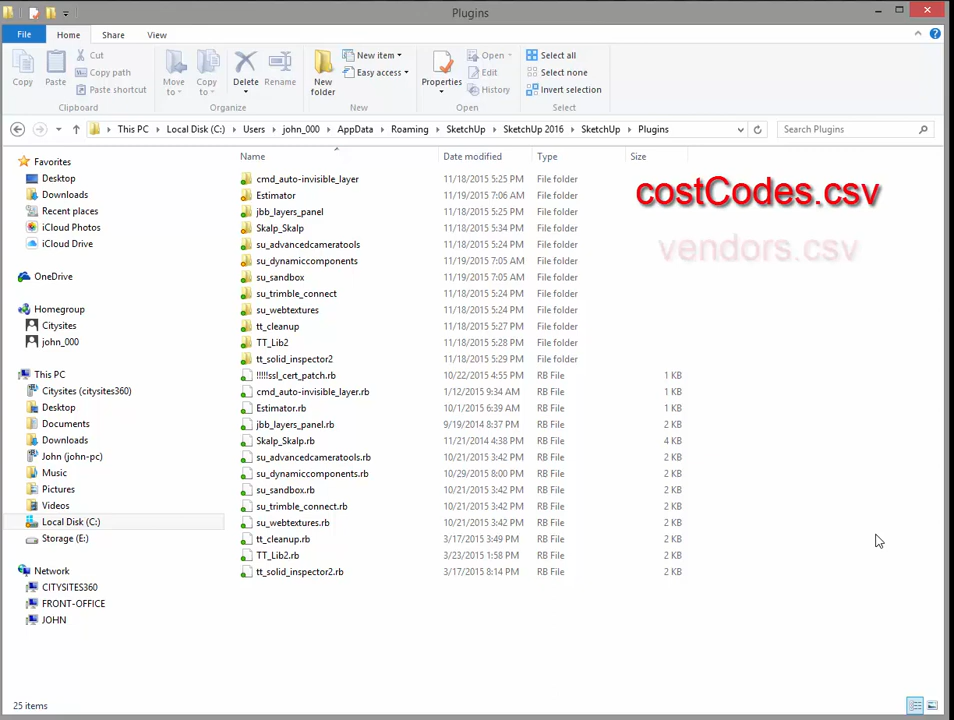 Plugins
File Home Share View
Copy Paste Cut Copy path Paste shortcut Clipboard
Move to Copy to Delete Rename Organize
New folder New item Easy access New
Properties Open Edit History Open
Select all Select none Invert selection Select
This PC Local Disk (C:) Users john_000 AppData Roaming SketchUp SketchUp 2016 SketchUp Plugins Search Plugins
Favorites
Desktop
Downloads
Recent places
iCloud Photos
iCloud Drive
OneDrive
Homegroup
Citysites
john_000
This PC
Citysites (citysites360)
Desktop
Documents
Downloads
John (john-pc)
Music
Pictures
Videos
Local Disk (C:)
Storage (E:)
Network
CITYSITES360
FRONT-OFFICE
JOHN
Name Date modified Type Size
cmd_auto-invisible_layer 11/18/2015 5:25 PM File folder
Estimator 11/19/2015 7:06 AM File folder
jbb_layers_panel 11/18/2015 5:25 PM File folder
Skalp_Skalp 11/18/2015 5:34 PM File folder
su_advancedcameratools 11/18/2015 5:24 PM File folder
su_dynamiccomponents 11/19/2015 7:05 AM File folder
su_sandbox 11/19/2015 7:05 AM File folder
su_trimble_connect 11/18/2015 5:24 PM File folder
su_webtextures 11/18/2015 5:24 PM File folder
tt_cleanup 11/18/2015 5:27 PM File folder
TT_Lib2 11/18/2015 5:28 PM File folder
tt_solid_inspector2 11/18/2015 5:29 PM File folder
!!!!!ssl_cert_patch.rb 10/22/2015 4:55 PM RB File 1 KB
cmd_auto-invisible_layer.rb 1/12/2015 9:34 AM RB File 1 KB
Estimator.rb 10/1/2015 6:39 AM RB File 1 KB
jbb_layers_panel.rb 9/19/2014 8:37 PM RB File 2 KB
Skalp_Skalp.rb 11/21/2014 4:38 PM RB File 4 KB
su_advancedcameratools.rb 10/21/2015 3:42 PM RB File 2 KB
su_dynamiccomponents.rb 10/29/2015 8:00 PM RB File 2 KB
su_sandbox.rb 10/21/2015 3:42 PM RB File 2 KB
su_trimble_connect.rb 10/21/2015 3:42 PM RB File 2 KB
su_webtextures.rb 10/21/2015 3:42 PM RB File 2 KB
tt_cleanup.rb 3/17/2015 3:49 PM RB File 2 KB
TT_Lib2.rb 3/23/2015 1:58 PM RB File 2 KB
tt_solid_inspector2.rb 3/17/2015 8:14 PM RB File 2 KB
costCodes.csv
vendors.csv
25 items